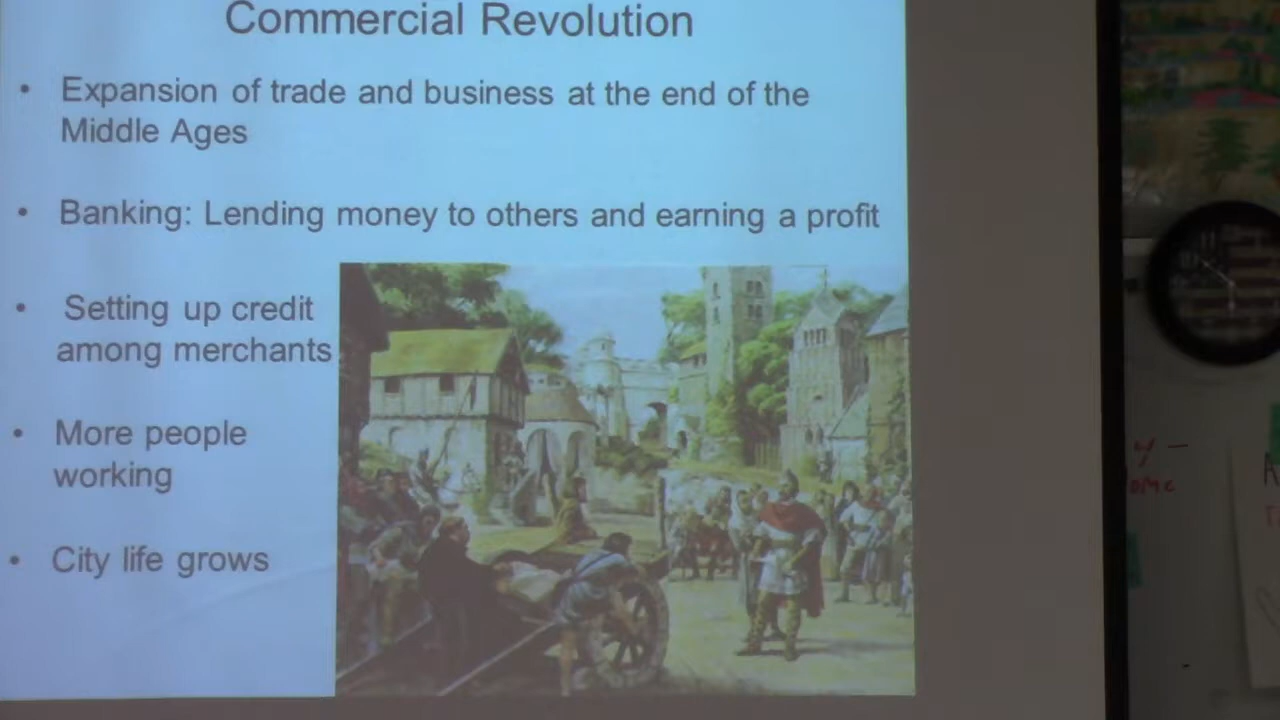 Commercial Revolution
• Expansion of trade and business at the end of the
Middle Ages
• Banking: Lending money to others and earning a profit
• Setting up credit
among merchants
• More people
working
• City life grows